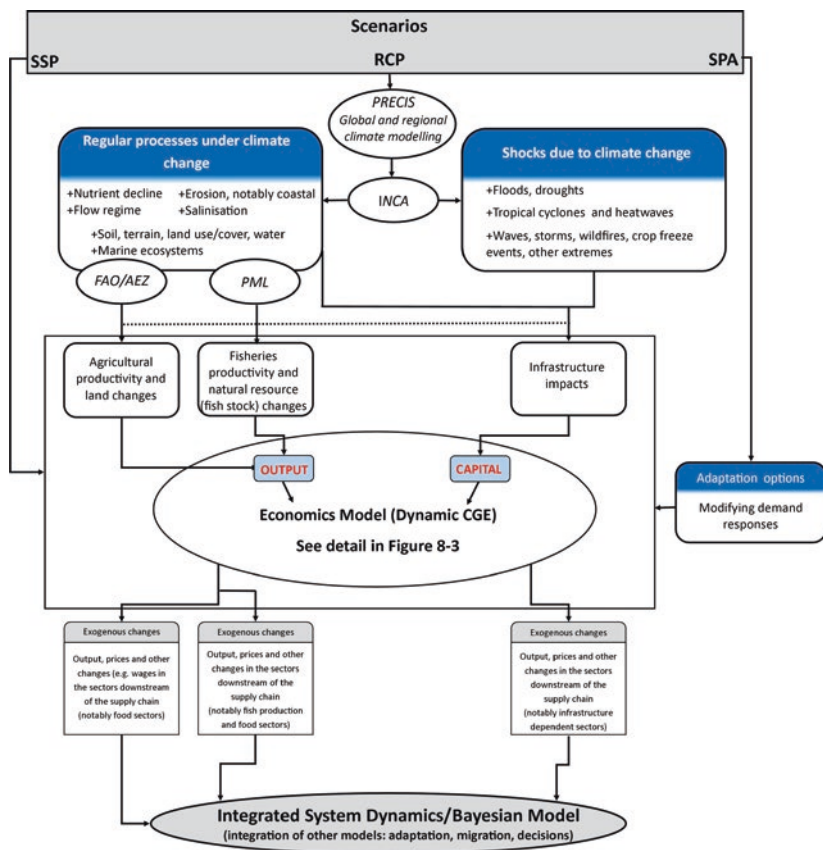 Scenarios
SSP
RCP
SPA
PRECIS
Global and regional
climate modelling
Regular processes under climate
change
+Nutrient decline
+Erosion, notably coastal
+Flow regime
+Salinisation
+Soil, terrain, land use/cover, water
+Marine ecosystems
INCA
Shocks due to climate change
+Floods, droughts
+Tropical cyclones and heatwaves
+Waves, storms, wildfires, crop freeze
events, other extremes
FAO/AEZ
PML
Agricultural
productivity and
land changes
Fisheries
productivity and
natural resource
(fish stock) changes
Infrastructure
impacts
OUTPUT
CAPITAL
Economics Model (Dynamic CGE)
See detail in Figure 8-3
Adaptation options
Modifying demand
responses
Exogenous changes
Output, prices and other
changes (e.g. wages in
the sectors downstream
of the supply chain
(notably food sectors)
Exogenous changes
Output, prices and other
changes in the sectors
downstream of the
supply chain
(notably fish production
and food sectors)
Exogenous changes
Output, prices and other
changes in the sectors
downstream of the
supply chain
(notably infrastructure
dependent sectors)
Integrated System Dynamics/Bayesian Model
(integration of other models: adaptation, migration, decisions)